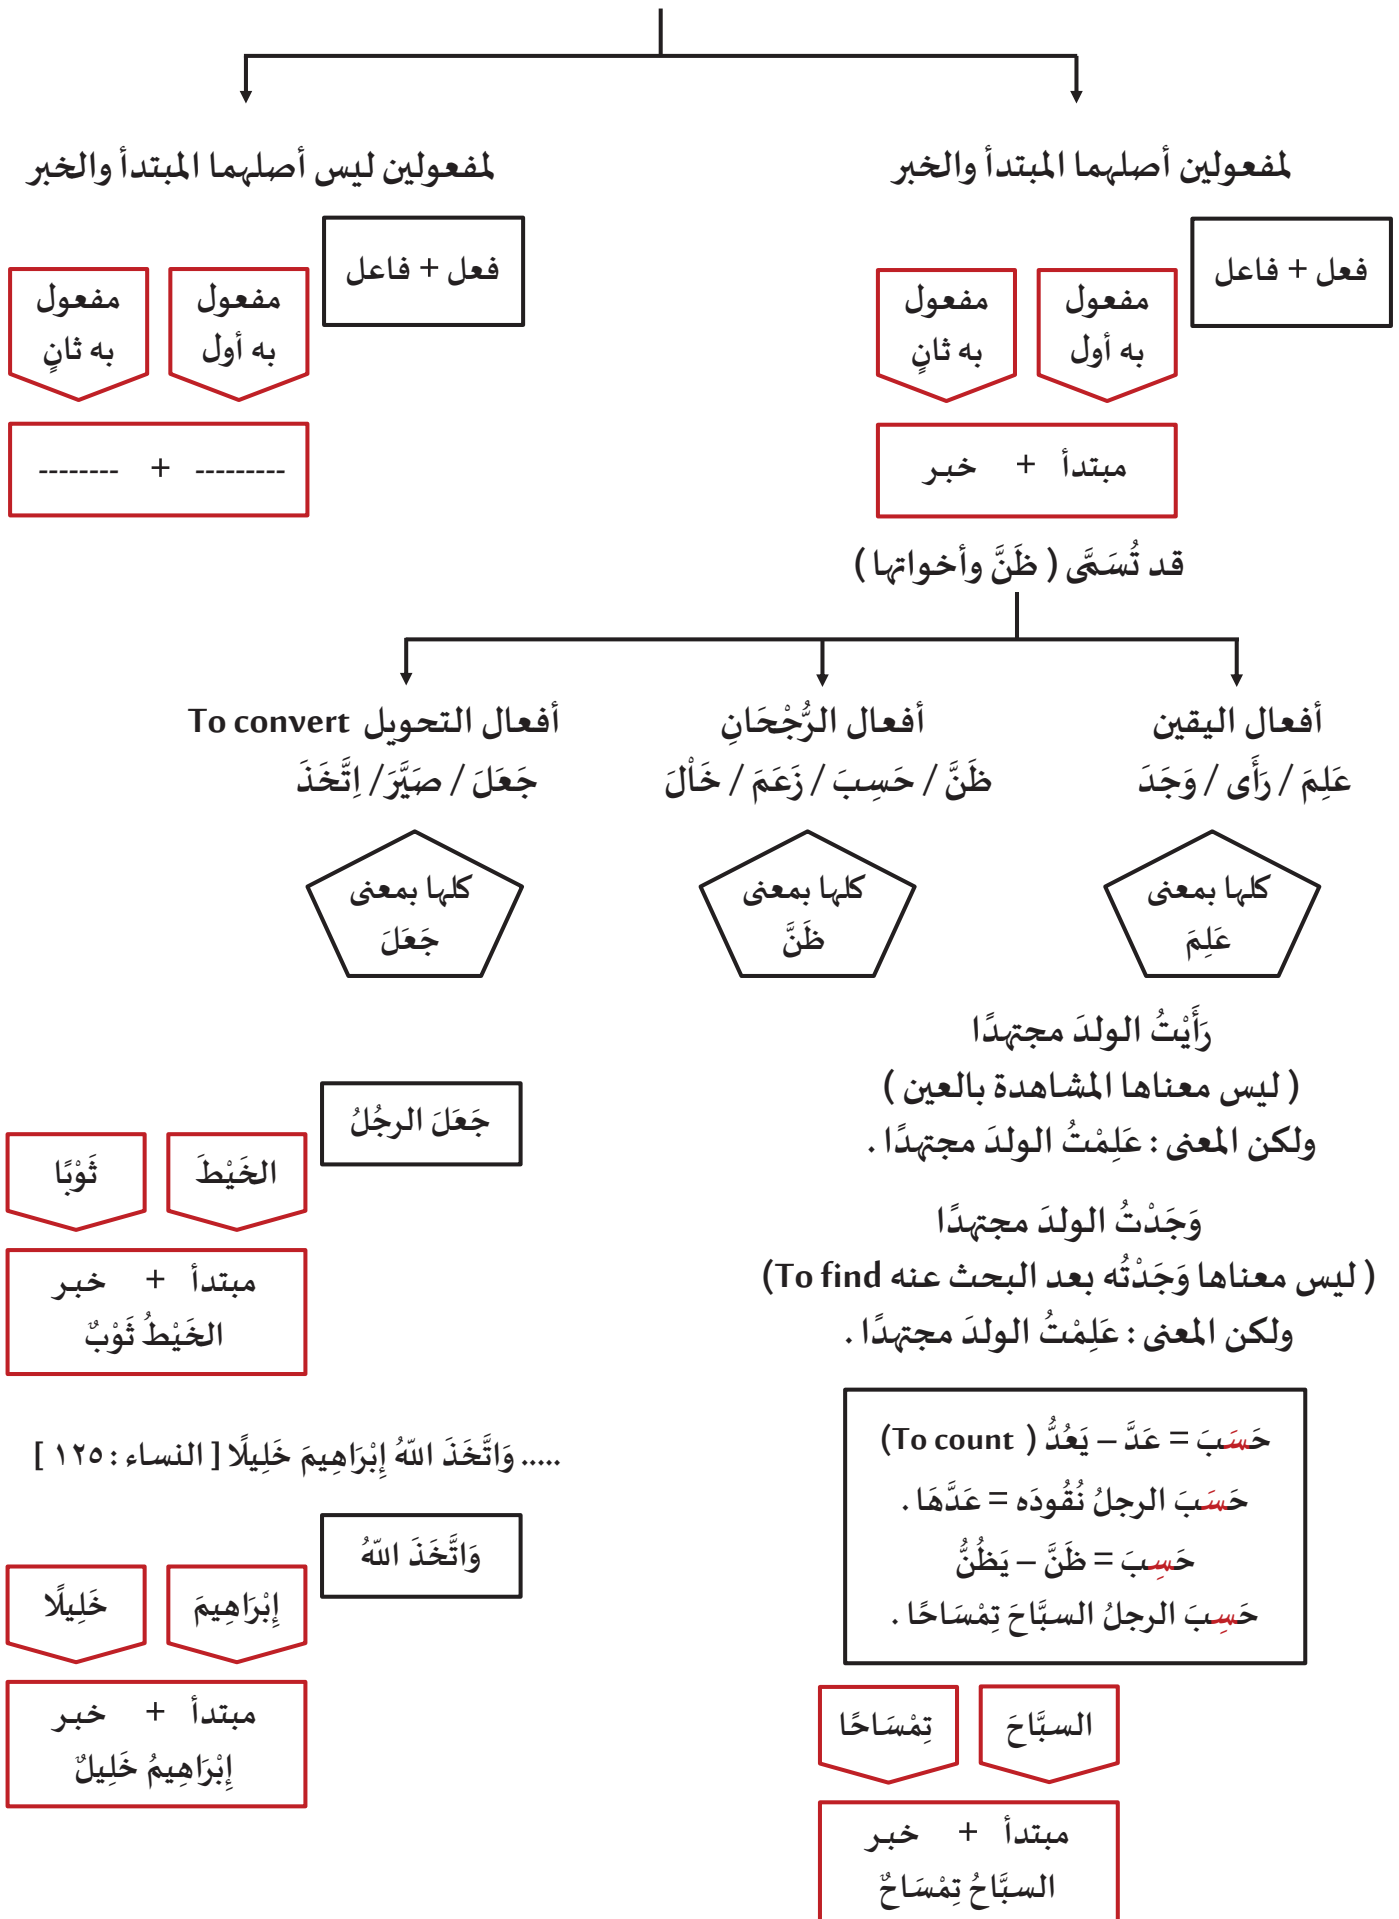 لمفعولين أصلهما المبتدأ والخبر
فعل + فاعل
مفعول
به أول
مفعول
به ثانٍ
مبتدأ + خبر
لمفعولين ليس أصلهما المبتدأ والخبر
فعل + فاعل
مفعول
به أول
مفعول
به ثانٍ
--------- + --------
قد تُسَمَّى ( ظَنَّ وأخواتها )
أفعال اليقين
عَلِمَ / رَأَى / وَجَدَ
كلها بمعنى
عَلِمَ
أفعال الرُّجْحَانِ
ظَنَّ / حَسِبَ / زَعَمَ / خَاْلَ
كلها بمعنى
ظَنَّ
أفعال التحويل To convert
جَعَلَ / صَيَّرَ/ اِتَّخَذَ
كلها بمعنى
جَعَلَ
رَأَيْتُ الولدَ مجتهدًا
( ليس معناها المشاهدة بالعين )
ولكن المعنى : عَلِمْتُ الولدَ مجتهدًا .
وَجَدْتُ الولدَ مجتهدًا
( ليس معناها وَجَدْتُه بعد البحث عنه To find)
ولكن المعنى : عَلِمْتُ الولدَ مجتهدًا .
حَسَبَ = عَدَّ – يَعُدُّ ( To count)
حَسَبَ الرجلُ نُقُودَه = عَدَّهَا .
حَسِبَ = ظَنَّ – يَظُنُّ
حَسِبَ الرجلُ السبَّاحَ تِمْسَاحًا .
السبَّاحَ
تِمْسَاحًا
مبتدأ + خبر
السبَّاحُ تِمْسَاحٌ
جَعَلَ الرجُلُ
الخَيْطَ
ثَوْبًا
مبتدأ + خبر
الخَيْطُ ثَوْبٌ
..... وَاتَّخَذَ اللّهُ إِبْرَاهِيمَ خَلِيلًا [ النساء : ١٢٥ ]
وَاتَّخَذَ اللّهُ
إِبْرَاهِيمَ
خَلِيلًا
مبتدأ + خبر
إِبْرَاهِيمُ خَلِيلٌ